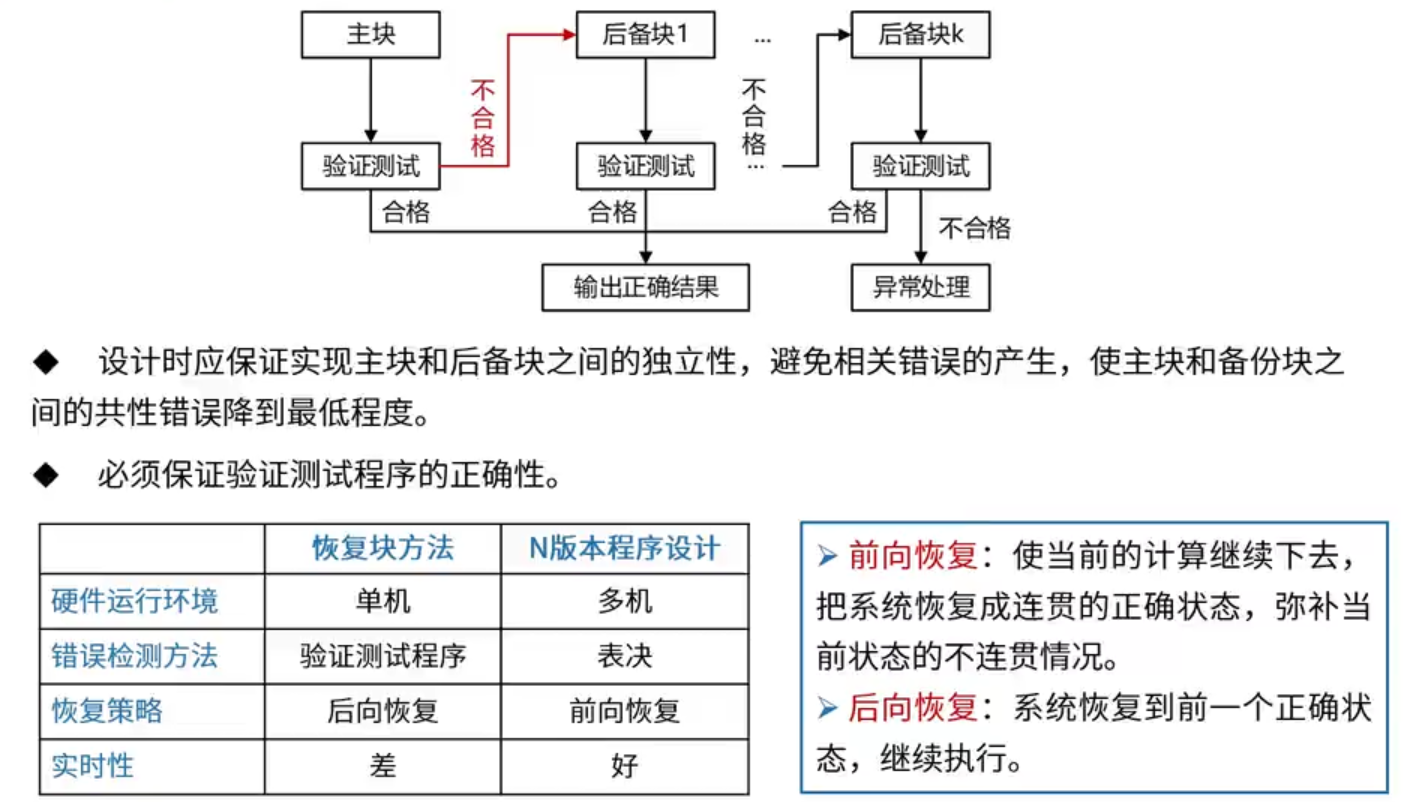 主块
后备块1
...
后备块k
不合格
不合格
...
验证测试
验证测试
验证测试
合格
合格
合格
不合格
输出正确结果
异常处理
◆ 设计时应保证实现主块和后备块之间的独立性，避免相关错误的产生，使主块和备份块之
间的共性错误降到最低程度。
◆ 必须保证验证测试程序的正确性。
恢复块方法 N版本程序设计
硬件运行环境 单机 多机
错误检测方法 验证测试程序 表决
恢复策略 后向恢复 前向恢复
实时性 差 好
➢ 前向恢复：使当前的计算继续下去，
把系统恢复成连贯的正确状态，弥补当
前状态的不连贯情况。
➢ 后向恢复：系统恢复到前一个正确状
态，继续执行。